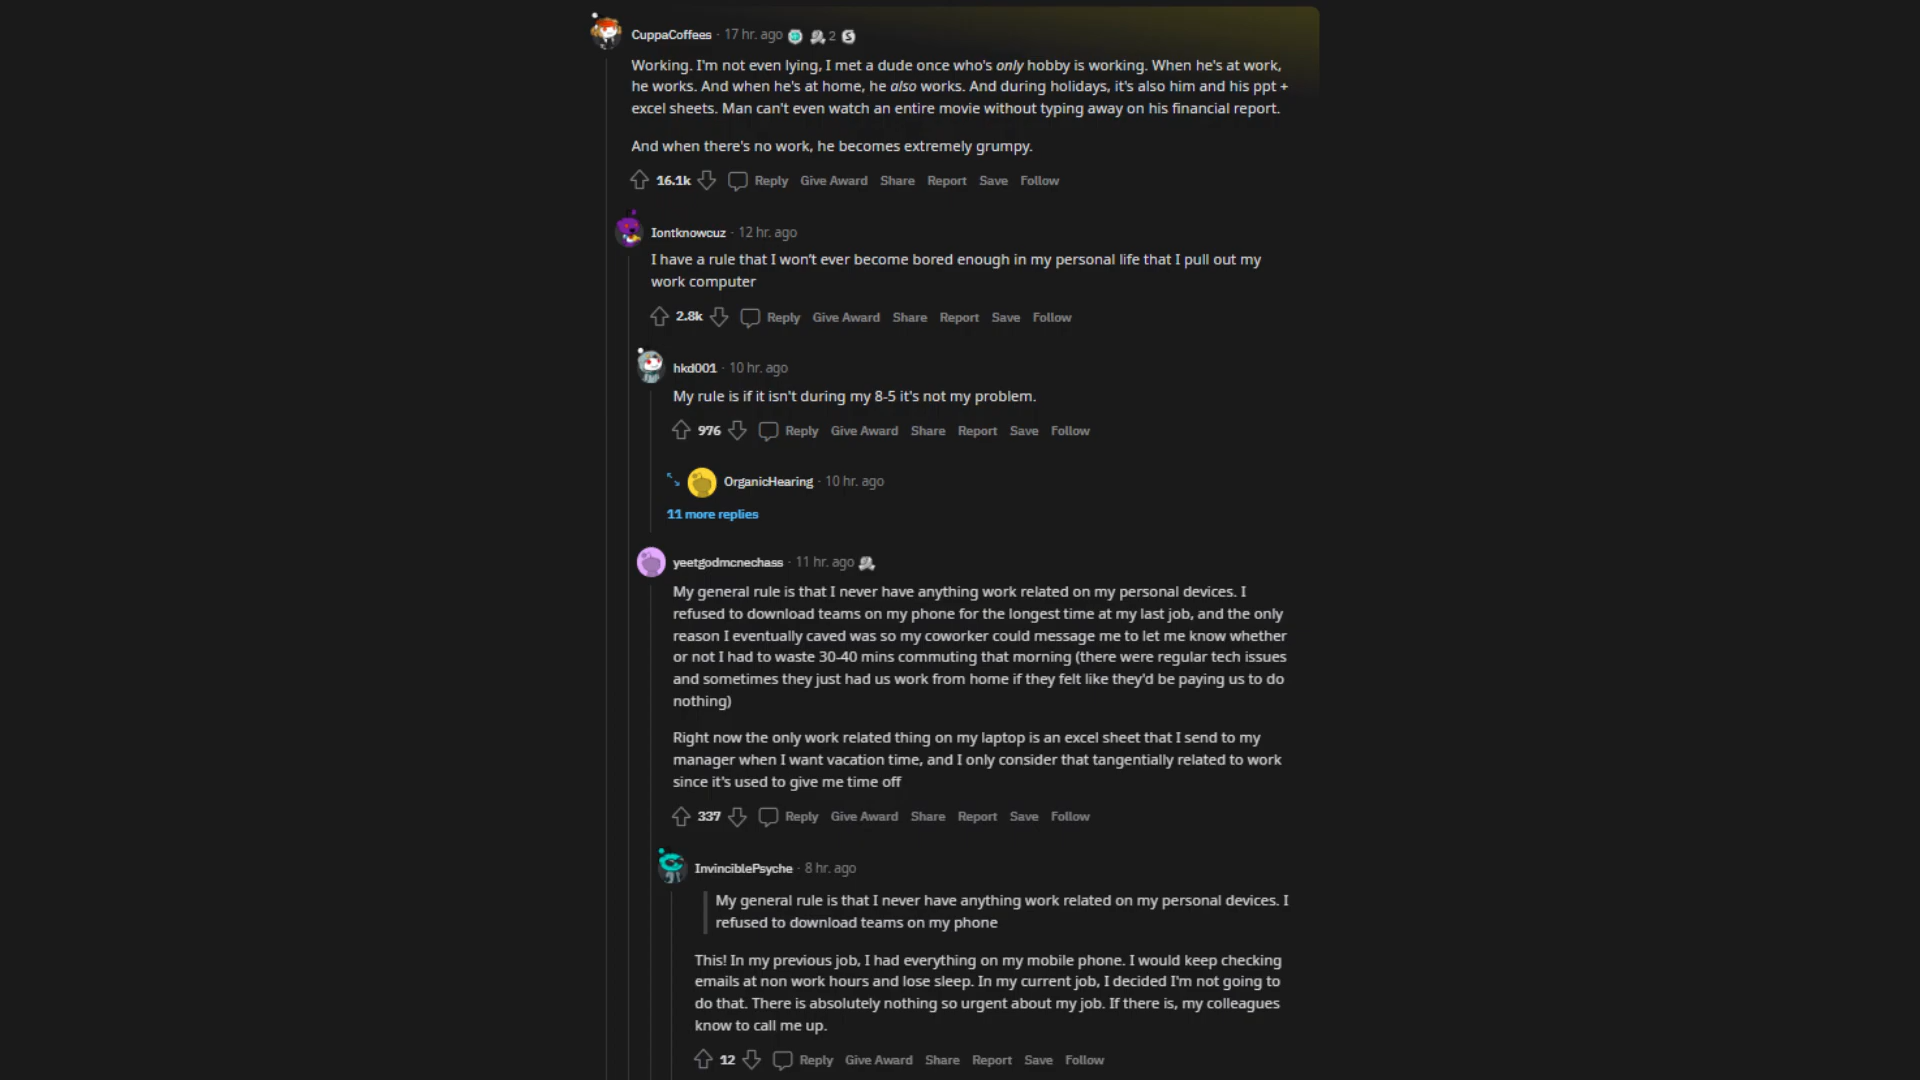 CuppaCoffees · 17 hr. ago 2 S
Working. I'm not even lying, I met a dude once who's only hobby is working. When he's at work,
he works. And when he's at home, he also works. And during holidays, it's also him and his ppt +
excel sheets. Man can't even watch an entire movie without typing away on his financial report.
And when there's no work, he becomes extremely grumpy.
16.1k Reply Give Award Share Report Save Follow
Iontknowcuz · 12 hr. ago
I have a rule that I won't ever become bored enough in my personal life that I pull out my
work computer
2.8k Reply Give Award Share Report Save Follow
hkd001 · 10 hr. ago
My rule is if it isn't during my 8-5 it's not my problem.
976 Reply Give Award Share Report Save Follow
OrganicHearing · 10 hr. ago
11 more replies
yeetgodmcnechass · 11 hr. ago
My general rule is that I never have anything work related on my personal devices. I
refused to download teams on my phone for the longest time at my last job, and the only
reason I eventually caved was so my coworker could message me to let me know whether
or not I had to waste 30-40 mins commuting that morning (there were regular tech issues
and sometimes they just had us work from home if they felt like they'd be paying us to do
nothing)
Right now the only work related thing on my laptop is an excel sheet that I send to my
manager when I want vacation time, and I only consider that tangentially related to work
since it's used to give me time off
337 Reply Give Award Share Report Save Follow
InvinciblePsyche · 8 hr. ago
My general rule is that I never have anything work related on my personal devices. I
refused to download teams on my phone
This! In my previous job, I had everything on my mobile phone. I would keep checking
emails at non work hours and lose sleep. In my current job, I decided I'm not going to
do that. There is absolutely nothing so urgent about my job. If there is, my colleagues
know to call me up.
12 Reply Give Award Share Report Save Follow